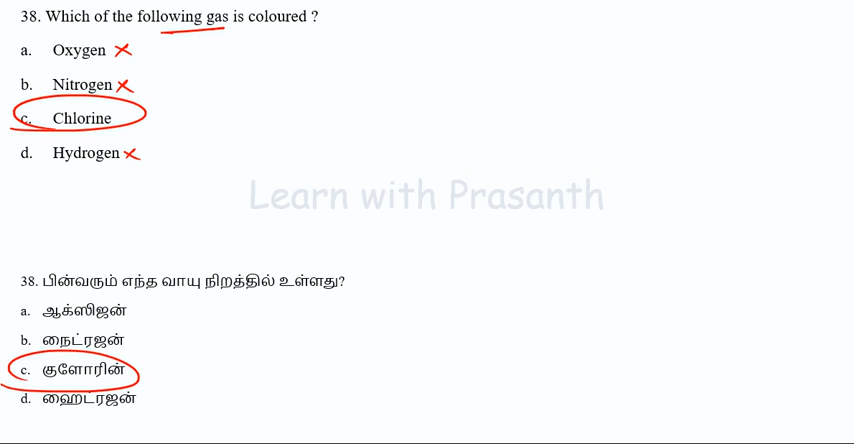 38. Which of the following gas is coloured ?
a. Oxygen
b. Nitrogen
c. Chlorine
d. Hydrogen
Learn with Prasanth
38. பின்வரும் எந்த வாயு நிறத்தில் உள்ளது?
a. ஆக்ஸிஜன்
b. நைட்ரஜன்
c. குளோரின்
d. ஹைட்ரஜன்